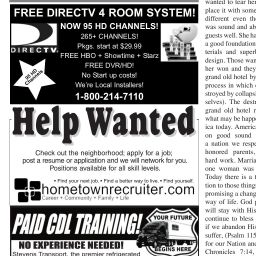 FREE DIRECTV 4 ROOM SYSTEM!
NOW 95 HD CHANNELS!
265+ CHANNELS!
Pkgs. start at $29.99
FREE HBO + Showtime + Starz
FREE DVR/HD!
No Start up costs!
We're Local Installers!
1-800-214-7110
DIRECTV
Help Wanted
Check out the neighborhood; apply for a job;
post a resume or application and we will network for you.
Positions available for all skill levels.
• Find your next job. • Find a better way to live. • Find yourself.
hometownrecruiter.com
Career • Community • Family • Life
PAID CDL TRAINING!
NO EXPERIENCE NEEDED!
Stevens Transport, the premier refrigerated
YOUR FUTURE
BEGINS HERE
wanted to tear her
place it with some
different even th
was sound and ab
guests well. She ha
a good foundation
terials and superb
design. Those wan
her won and they
grand old hotel by
process in which
stroyed by collapsi
selves). The destr
grand old hotel r
what may be happe
ica today. America
on good sound
a nation we respe
honored parents,
hard work. Marria
one woman was
Today there is a t
tion to those things
promising a chang
way of life. God p
will stay with His
continue to bless
if we abandon His
suffer, (Psalm 115
for our Nation and
Chronicles 7:14,